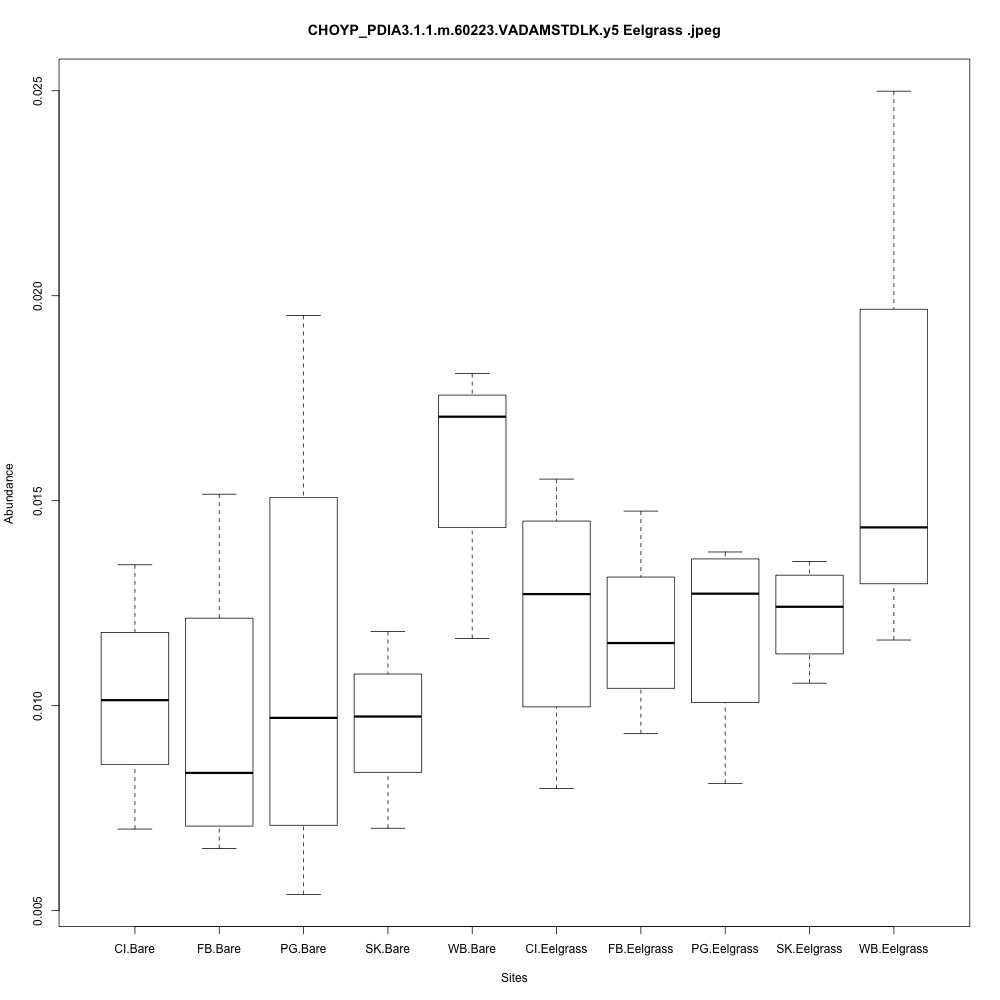 CHOYP_PDIA3.1.1.m.60223.VADAMSTDLK.y5 Eelgrass .jpeg
Abundance
0.025
0.020
0.015
0.010
0.005
CI.Bare FB.Bare PG.Bare SK.Bare WB.Bare CI.Eelgrass FB.Eelgrass PG.Eelgrass SK.Eelgrass WB.Eelgrass
Sites